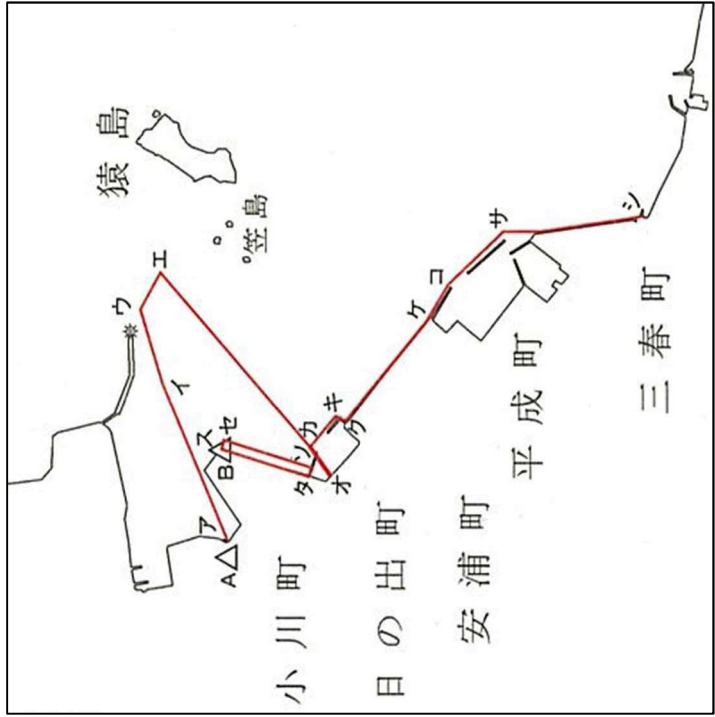 猿島
笠島
エ
ウ
イ
ア
A
ス
セ
B
カ
キ
ク
ソ
タ
オ
ケ
コ
サ
シ
小川町
日の出町
安浦町
平成町
三春町